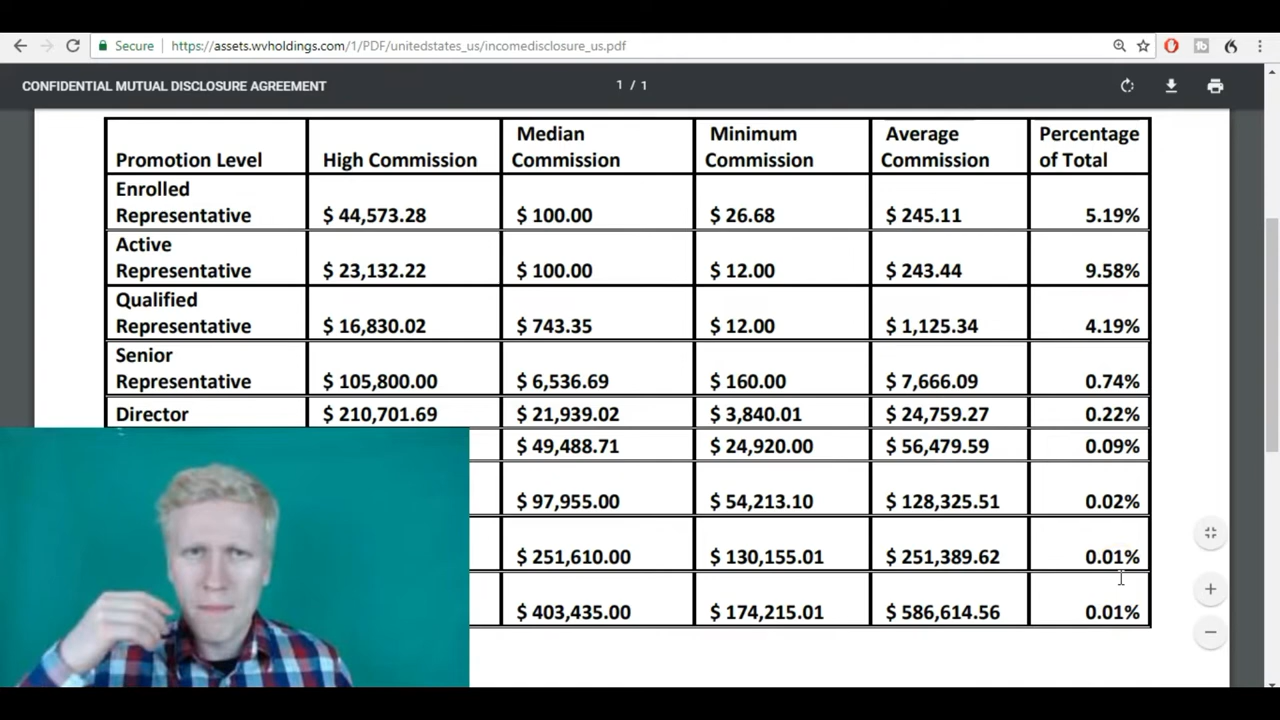 Secure https://assets.wvholdings.com/1/PDF/unitedstates_us/incomedisclosure_us.pdf
CONFIDENTIAL MUTUAL DISCLOSURE AGREEMENT 1 / 1
Promotion Level High Commission Median Commission Minimum Commission Average Commission Percentage of Total
Enrolled Representative $ 44,573.28 $ 100.00 $ 26.68 $ 245.11 5.19%
Active Representative $ 23,132.22 $ 100.00 $ 12.00 $ 243.44 9.58%
Qualified Representative $ 16,830.02 $ 743.35 $ 12.00 $ 1,125.34 4.19%
Senior Representative $ 105,800.00 $ 6,536.69 $ 160.00 $ 7,666.09 0.74%
Director $ 210,701.69 $ 21,939.02 $ 3,840.01 $ 24,759.27 0.22%
$ 49,488.71 $ 24,920.00 $ 56,479.59 0.09%
$ 97,955.00 $ 54,213.10 $ 128,325.51 0.02%
$ 251,610.00 $ 130,155.01 $ 251,389.62 0.01%
$ 403,435.00 $ 174,215.01 $ 586,614.56 0.01%